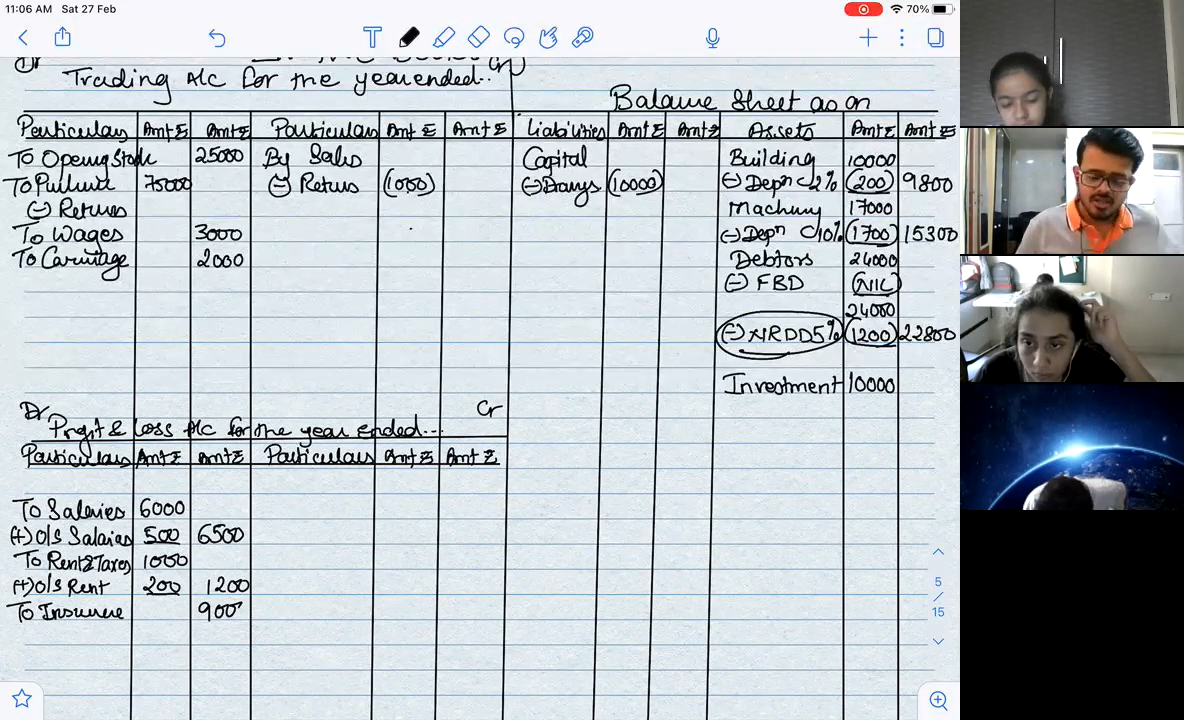 11:06 AM Sat 27 Feb
70%
Dr
Cr
Trading A/c for the year ended..
Balance Sheet as on
Particulars Amt ₹ Amt ₹ Particulars Amt ₹ Amt ₹ Liabilities Amt ₹ Amt ₹ Assets Amt ₹ Amt ₹
To Opening Stock 25000 By Sales Capital Building 10000
To Purchase 75000 (-) Returns (1000) (-) Drawgs (10000) (-) Depn 2% (200) 9800
(-) Returns Machinery 17000
To Wages 3000 (-) Depn 10% (1700) 15300
To Carriage 2000 Debtors 24000
(-) FBD (NIL)
24000
(-) NRDD5% (1200) 22800
Investment 10000
Dr Cr
Profit & Loss A/c for the year ended...
Particulars Amt ₹ Amt ₹ Particulars Amt ₹ Amt ₹
To Salaries 6000
(+) O/S Salaries 500 6500
To Rent & Taxes 1000
(+) O/S Rent 200 1200
To Insurance 900
5
/
15